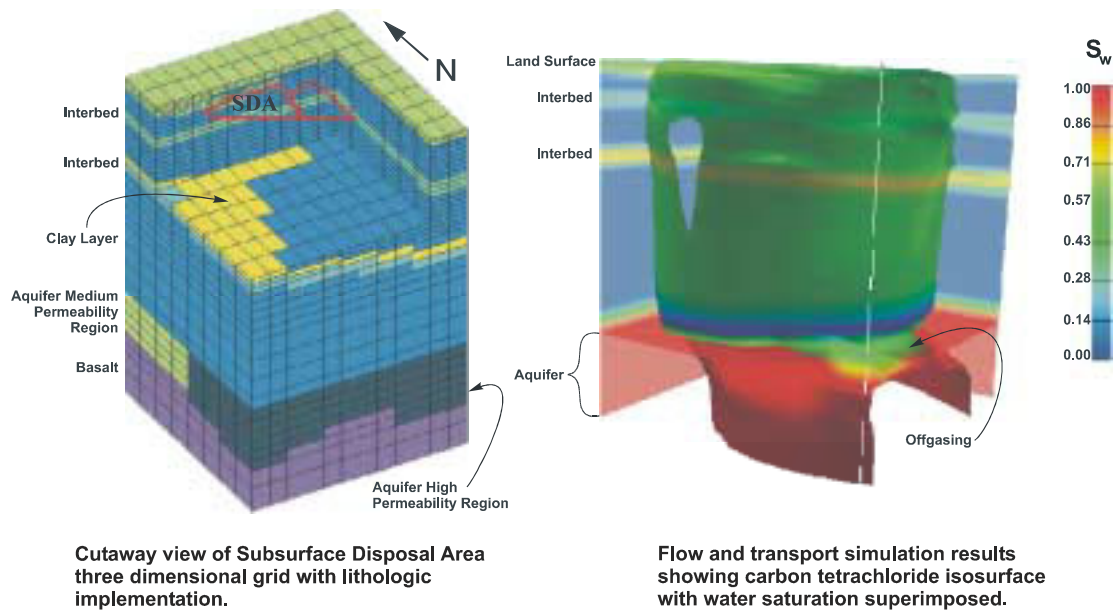 N
SDA
Interbed
Interbed
Clay Layer
Aquifer Medium
Permeability
Region
Basalt
Aquifer High
Permeability Region
Cutaway view of Subsurface Disposal Area
three dimensional grid with lithologic
implementation.
Land Surface
Interbed
Interbed
Aquifer
Offgasing
Sw
1.00
0.86
0.71
0.57
0.43
0.28
0.14
0.00
Flow and transport simulation results
showing carbon tetrachloride isosurface
with water saturation superimposed.